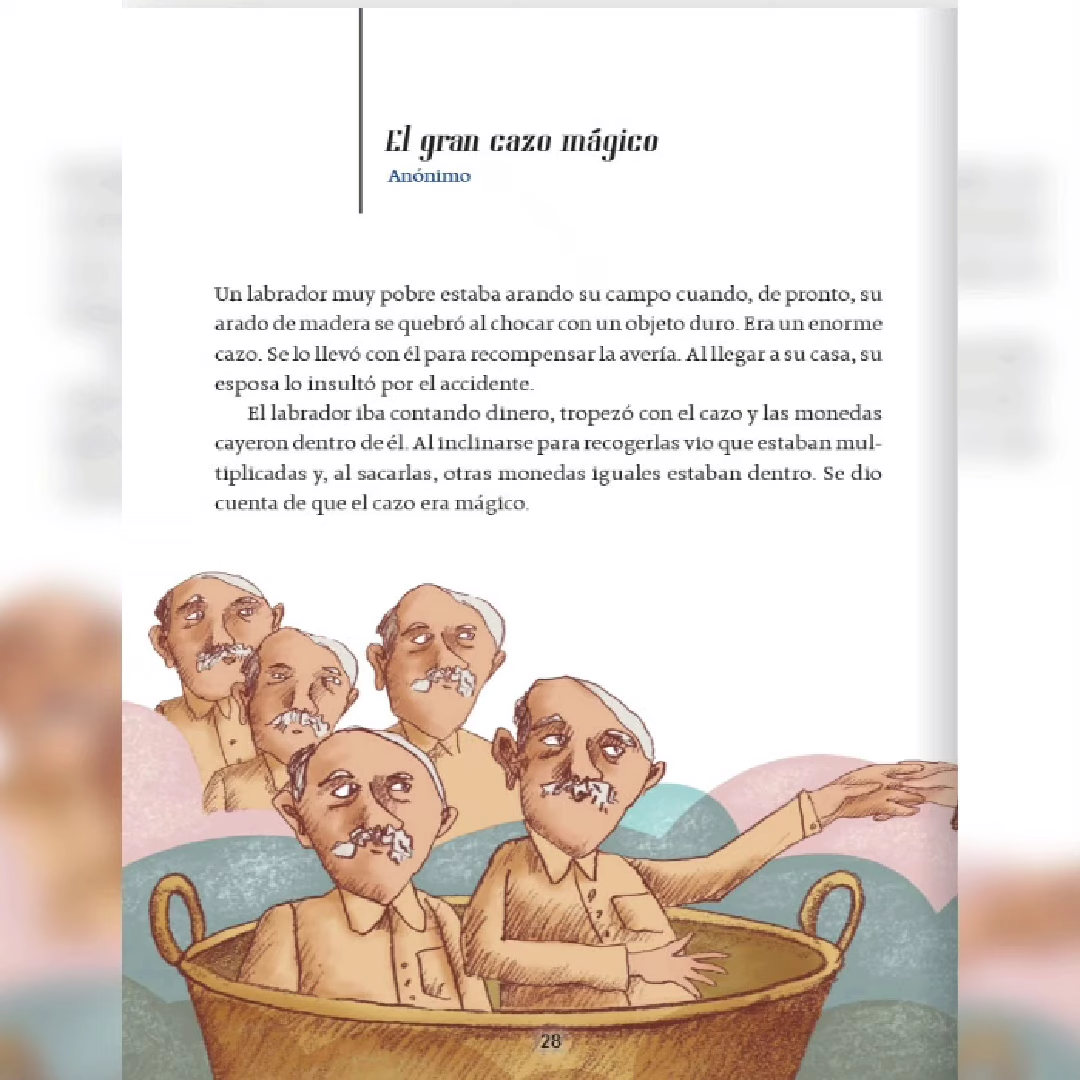 El gran cazo mágico
Anónimo
Un labrador muy pobre estaba arando su campo cuando, de pronto, su
arado de madera se quebró al chocar con un objeto duro. Era un enorme
cazo. Se lo llevó con él para recompensar la avería. Al llegar a su casa, su
esposa lo insultó por el accidente.
El labrador iba contando dinero, tropezó con el cazo y las monedas
cayeron dentro de él. Al inclinarse para recogerlas vio que estaban mul-
tiplicadas y, al sacarlas, otras monedas iguales estaban dentro. Se dio
cuenta de que el cazo era mágico.
28